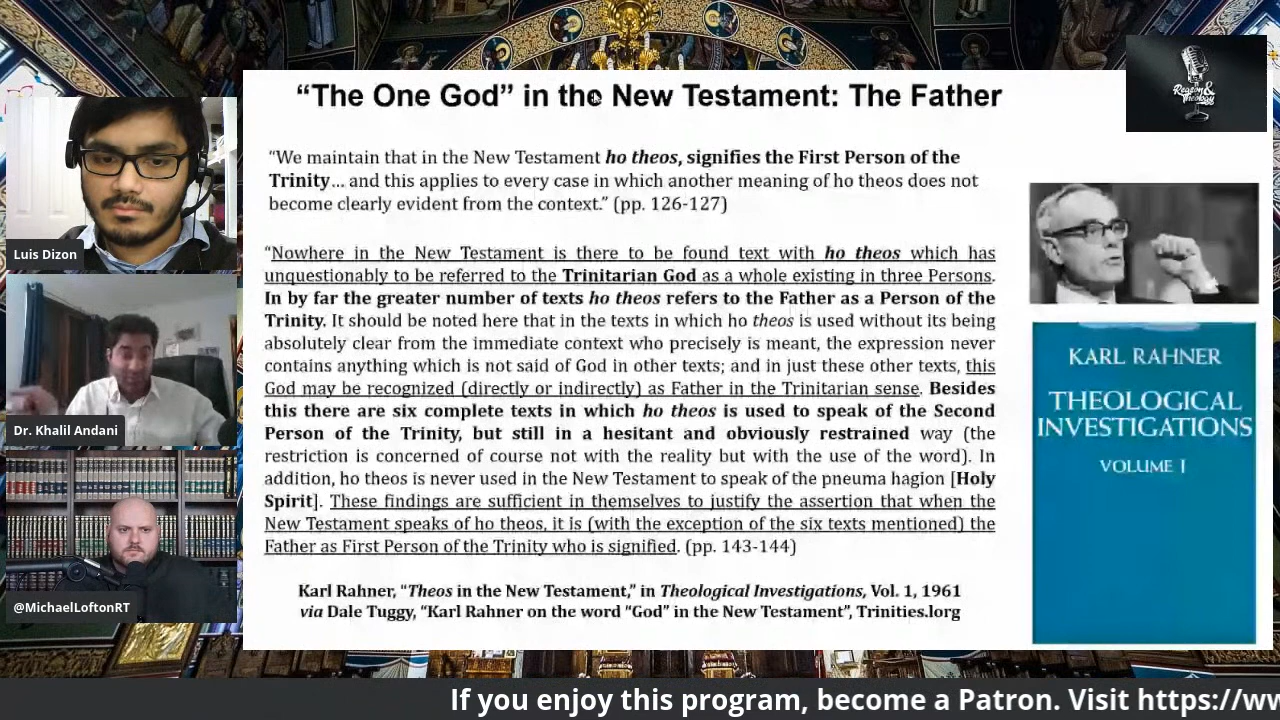 “The One God” in the New Testament: The Father
Reason &
Theology
“We maintain that in the New Testament ho theos, signifies the First Person of the
Trinity… and this applies to every case in which another meaning of ho theos does not
become clearly evident from the context.” (pp. 126-127)
“Nowhere in the New Testament is there to be found text with ho theos which has
unquestionably to be referred to the Trinitarian God as a whole existing in three Persons.
In by far the greater number of texts ho theos refers to the Father as a Person of the
Trinity. It should be noted here that in the texts in which ho theos is used without its being
absolutely clear from the immediate context who precisely is meant, the expression never
contains anything which is not said of God in other texts; and in just these other texts, this
God may be recognized (directly or indirectly) as Father in the Trinitarian sense. Besides
this there are six complete texts in which ho theos is used to speak of the Second
Person of the Trinity, but still in a hesitant and obviously restrained way (the
restriction is concerned of course not with the reality but with the use of the word). In
addition, ho theos is never used in the New Testament to speak of the pneuma hagion [Holy
Spirit]. These findings are sufficient in themselves to justify the assertion that when the
New Testament speaks of ho theos, it is (with the exception of the six texts mentioned) the
Father as First Person of the Trinity who is signified. (pp. 143-144)
Karl Rahner, “Theos in the New Testament,” in Theological Investigations, Vol. 1, 1961
via Dale Tuggy, “Karl Rahner on the word “God” in the New Testament”, Trinities.lorg
KARL RAHNER
THEOLOGICAL
INVESTIGATIONS
VOLUME I
Luis Dizon
Dr. Khalil Andani
@MichaelLoftonRT
If you enjoy this program, become a Patron. Visit https://ww